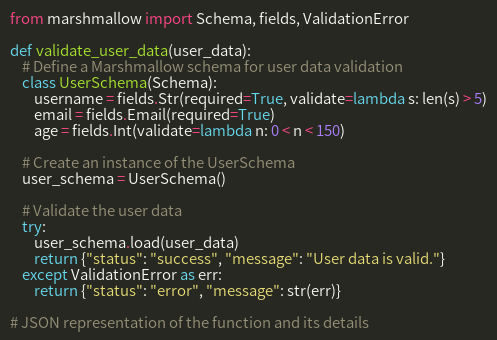 from marshmallow import Schema, fields, ValidationError

def validate_user_data(user_data):
    # Define a Marshmallow schema for user data validation
    class UserSchema(Schema):
        username = fields.Str(required=True, validate=lambda s: len(s) > 5)
        email = fields.Email(required=True)
        age = fields.Int(validate=lambda n: 0 < n < 150)

    # Create an instance of the UserSchema
    user_schema = UserSchema()

    # Validate the user data
    try:
        user_schema.load(user_data)
        return {"status": "success", "message": "User data is valid."}
    except ValidationError as err:
        return {"status": "error", "message": str(err)}

# JSON representation of the function and its details